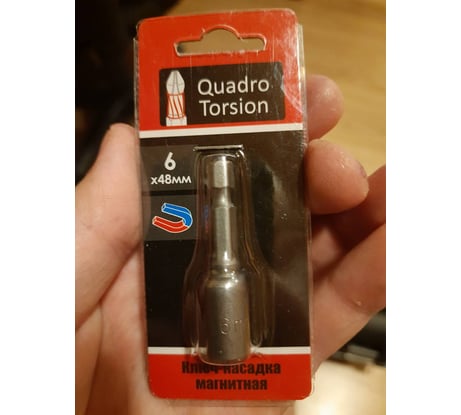 Quadro
Torsion
6
x48мм
Ключ-насадка
магнитная